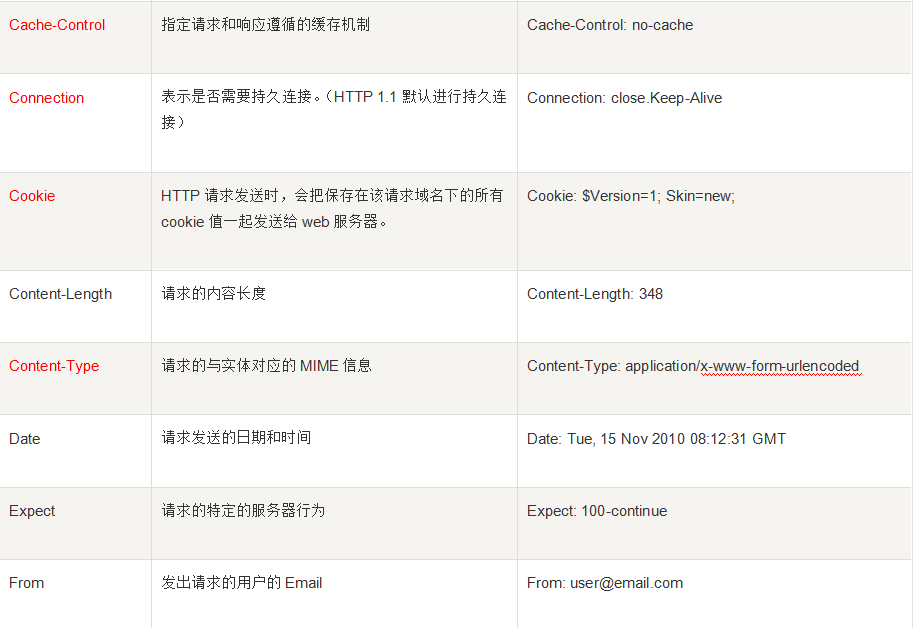 Cache-Control 指定请求和响应遵循的缓存机制 Cache-Control: no-cache
Connection 表示是否需要持久连接。（HTTP 1.1 默认进行持久连 Connection: close.Keep-Alive
接）
Cookie HTTP 请求发送时，会把保存在该请求域名下的所有 Cookie: $Version=1; Skin=new;
cookie 值一起发送给 web 服务器。
Content-Length 请求的内容长度 Content-Length: 348
Content-Type 请求的与实体对应的 MIME 信息 Content-Type: application/x-www-form-urlencoded
Date 请求发送的日期和时间 Date: Tue, 15 Nov 2010 08:12:31 GMT
Expect 请求的特定的服务器行为 Expect: 100-continue
From 发出请求的用户的 Email From: user@email.com